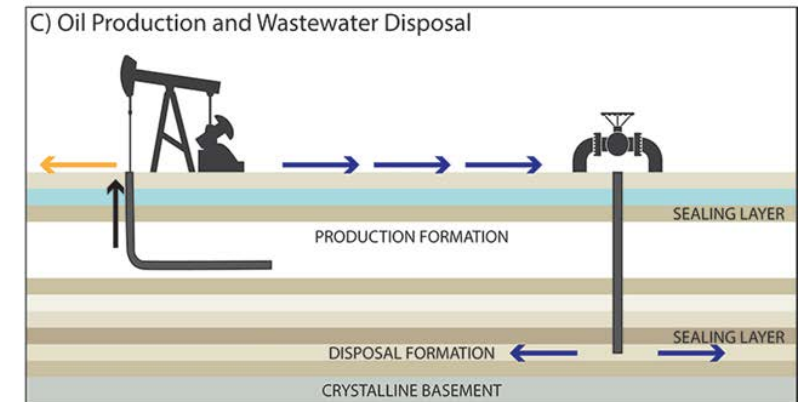 C) Oil Production and Wastewater Disposal
SEALING LAYER
PRODUCTION FORMATION
SEALING LAYER
DISPOSAL FORMATION
CRYSTALLINE BASEMENT